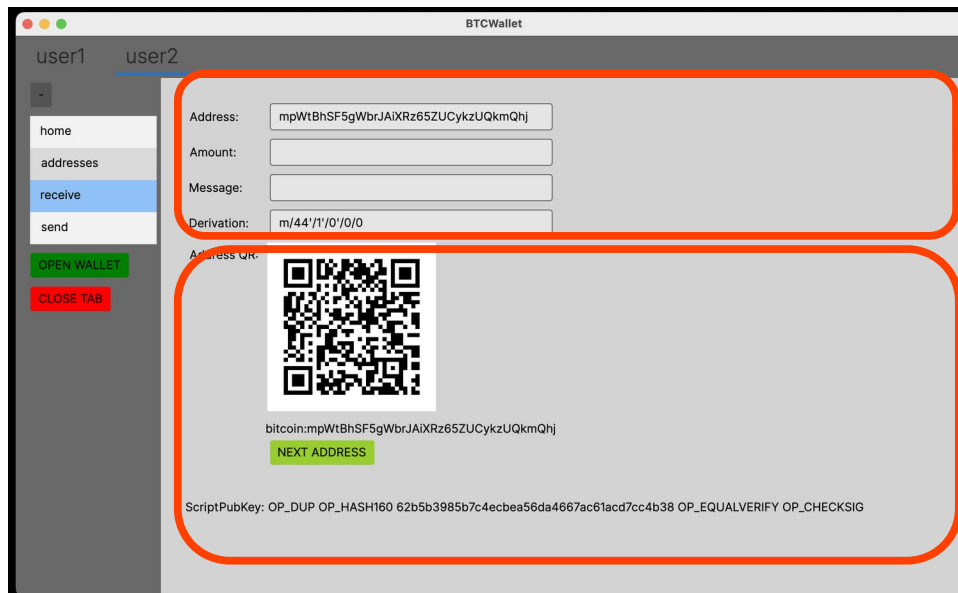 BTCWallet
user1 user2
-
home
addresses
receive
send
OPEN WALLET
CLOSE TAB
Address: mpWtBhSF5gWbrJAiXRz65ZUCykzUQkmQhj
Amount:
Message:
Derivation: m/44'/1'/0'/0/0
Address QR:
bitcoin:mpWtBhSF5gWbrJAiXRz65ZUCykzUQkmQhj
NEXT ADDRESS
ScriptPubKey: OP_DUP OP_HASH160 62b5b3985b7c4ecbea56da4667ac61acd7cc4b38 OP_EQUALVERIFY OP_CHECKSIG